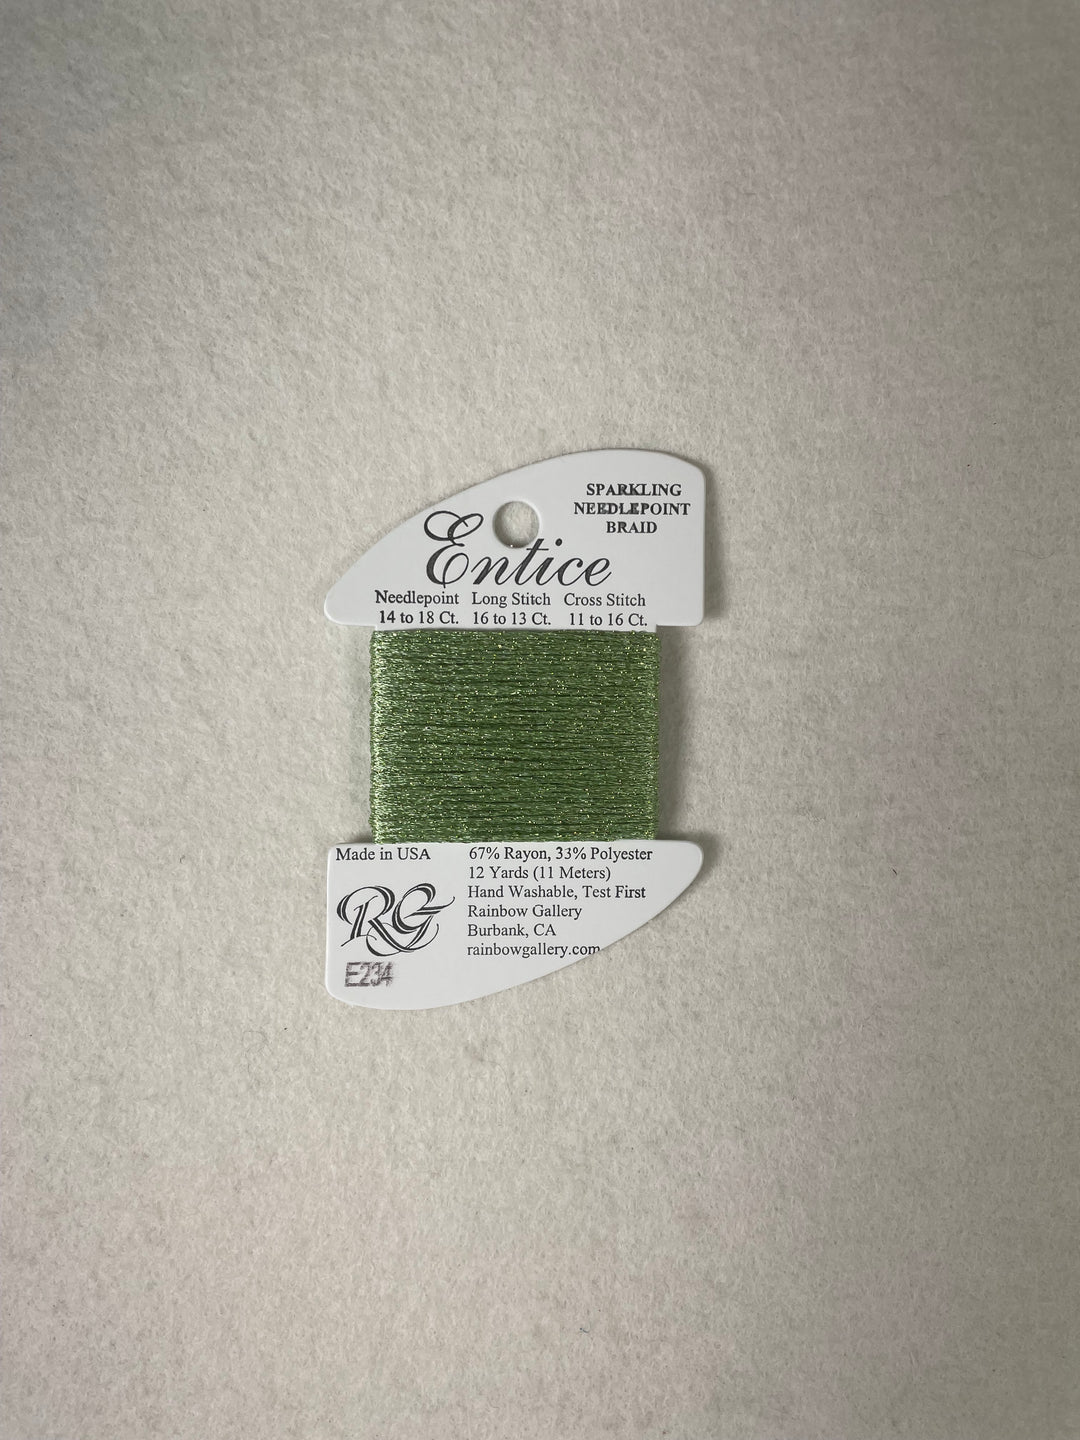 SPARKLING
NEEDLEPOINT
BRAID
Entice
Needlepoint Long Stitch Cross Stitch
14 to 18 Ct. 16 to 13 Ct. 11 to 16 Ct.
Made in USA
67% Rayon, 33% Polyester
12 Yards (11 Meters)
Hand Washable, Test First
Rainbow Gallery
Burbank, CA
rainbowgallery.com
RG
E234